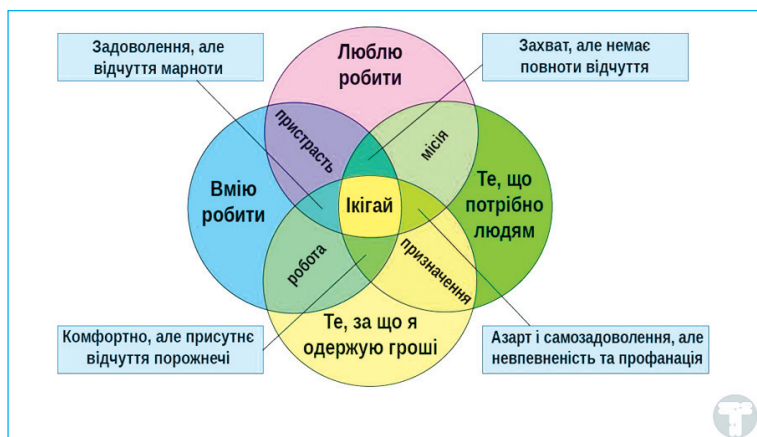 Задоволення, але
відчуття марноти
Люблю
робити
Захват, але немає
повноти відчуття
пристрасть
місія
Вмію
робити
Ікігай
Те, що
потрібно
людям
робота
призначення
Те, за що я
одержую гроші
Комфортно, але присутнє
відчуття порожнечі
Азарт і самозадоволення, але
невпевненість та профанація